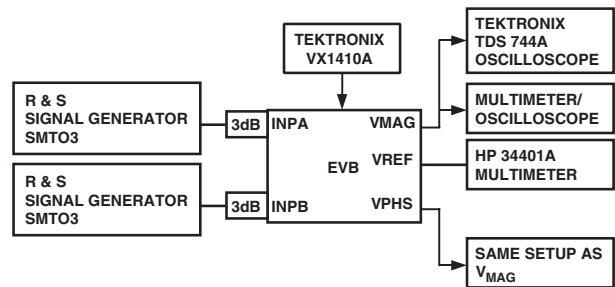 TEKTRONIX
VX1410A
TEKTRONIX
TDS 744A
OSCILLOSCOPE
R & S
SIGNAL GENERATOR
SMTO3
3dB
INPA
VMAG
MULTIMETER/
OSCILLOSCOPE
EVB
VREF
HP 34401A
MULTIMETER
R & S
SIGNAL GENERATOR
SMTO3
3dB
INPB
VPHS
SAME SETUP AS
VMAG